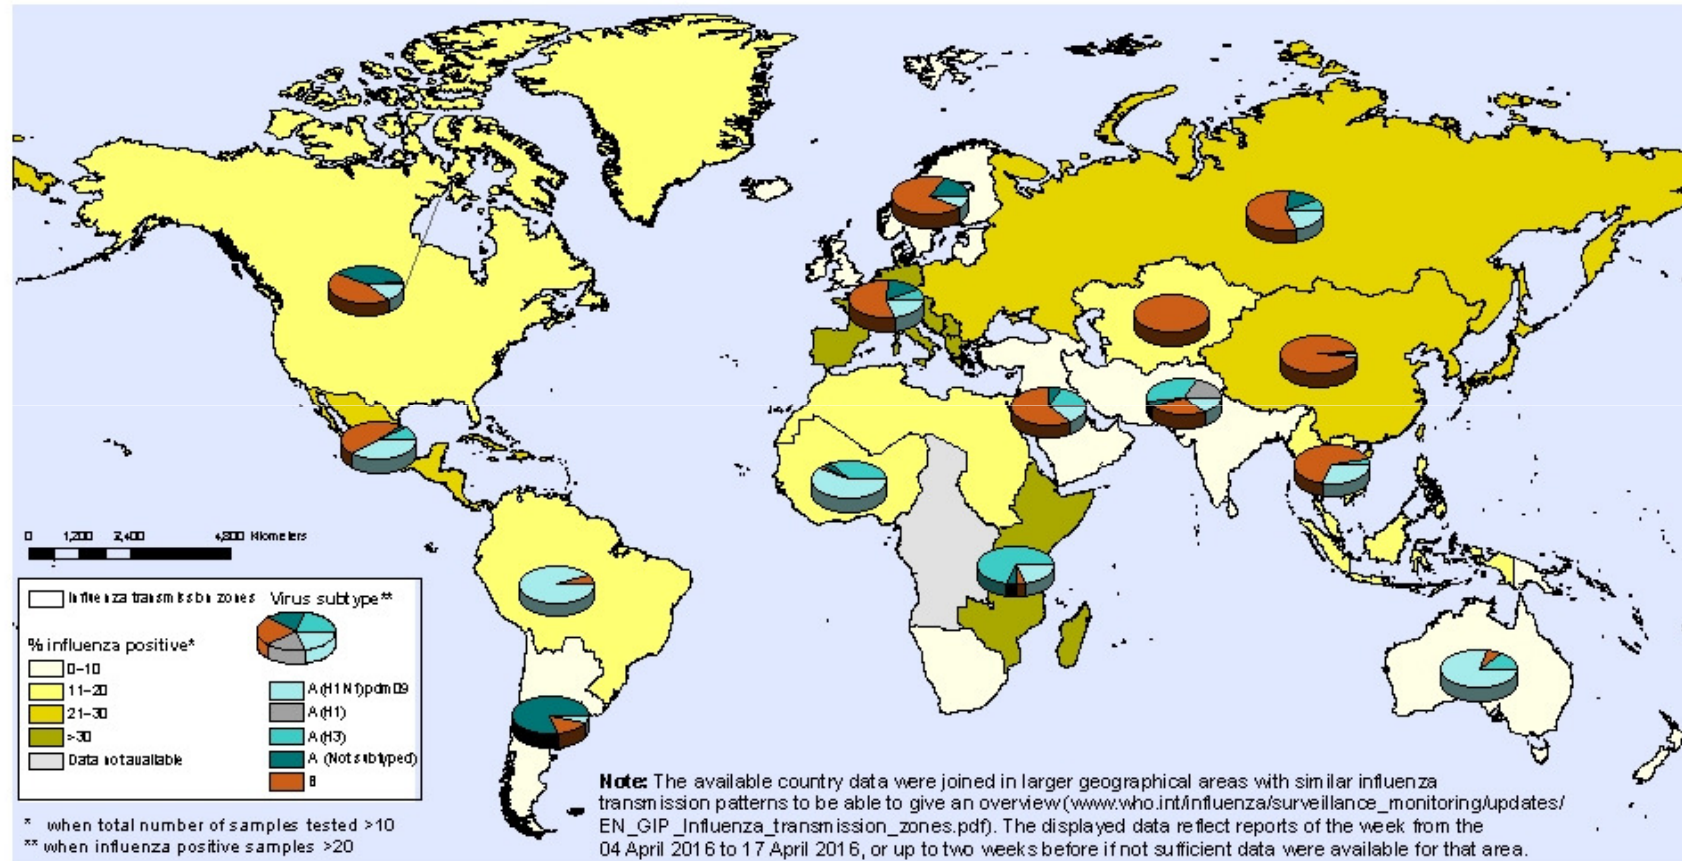 0 1,200 2,400 4,800 Kilometers
Influenza transmission zones
Virus subtype**
% influenza positive*
0-10
11-20
21-30
>30
Data not available
A(H1N1)pdm09
A(H1)
A(H3)
A (Not subtyped)
B
* when total number of samples tested >10
** when influenza positive samples >20
Note: The available country data were joined in larger geographical areas with similar influenza
transmission patterns to be able to give an overview (www.who.int/influenza/surveillance_monitoring/updates/
EN_GIP_Influenza_transmission_zones.pdf). The displayed data reflect reports of the week from the
04 April 2016 to 17 April 2016, or up to two weeks before if not sufficient data were available for that area.